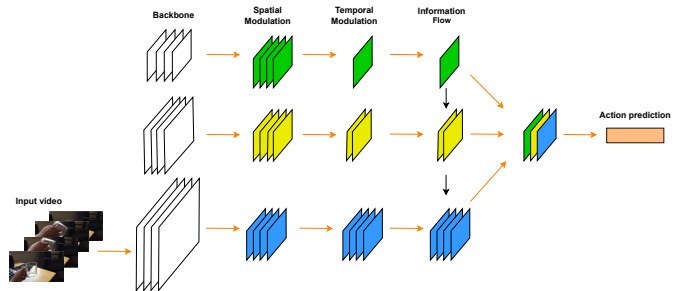 Backbone
Spatial
Modulation
Temporal
Modulation
Information
Flow
Action prediction
Input video